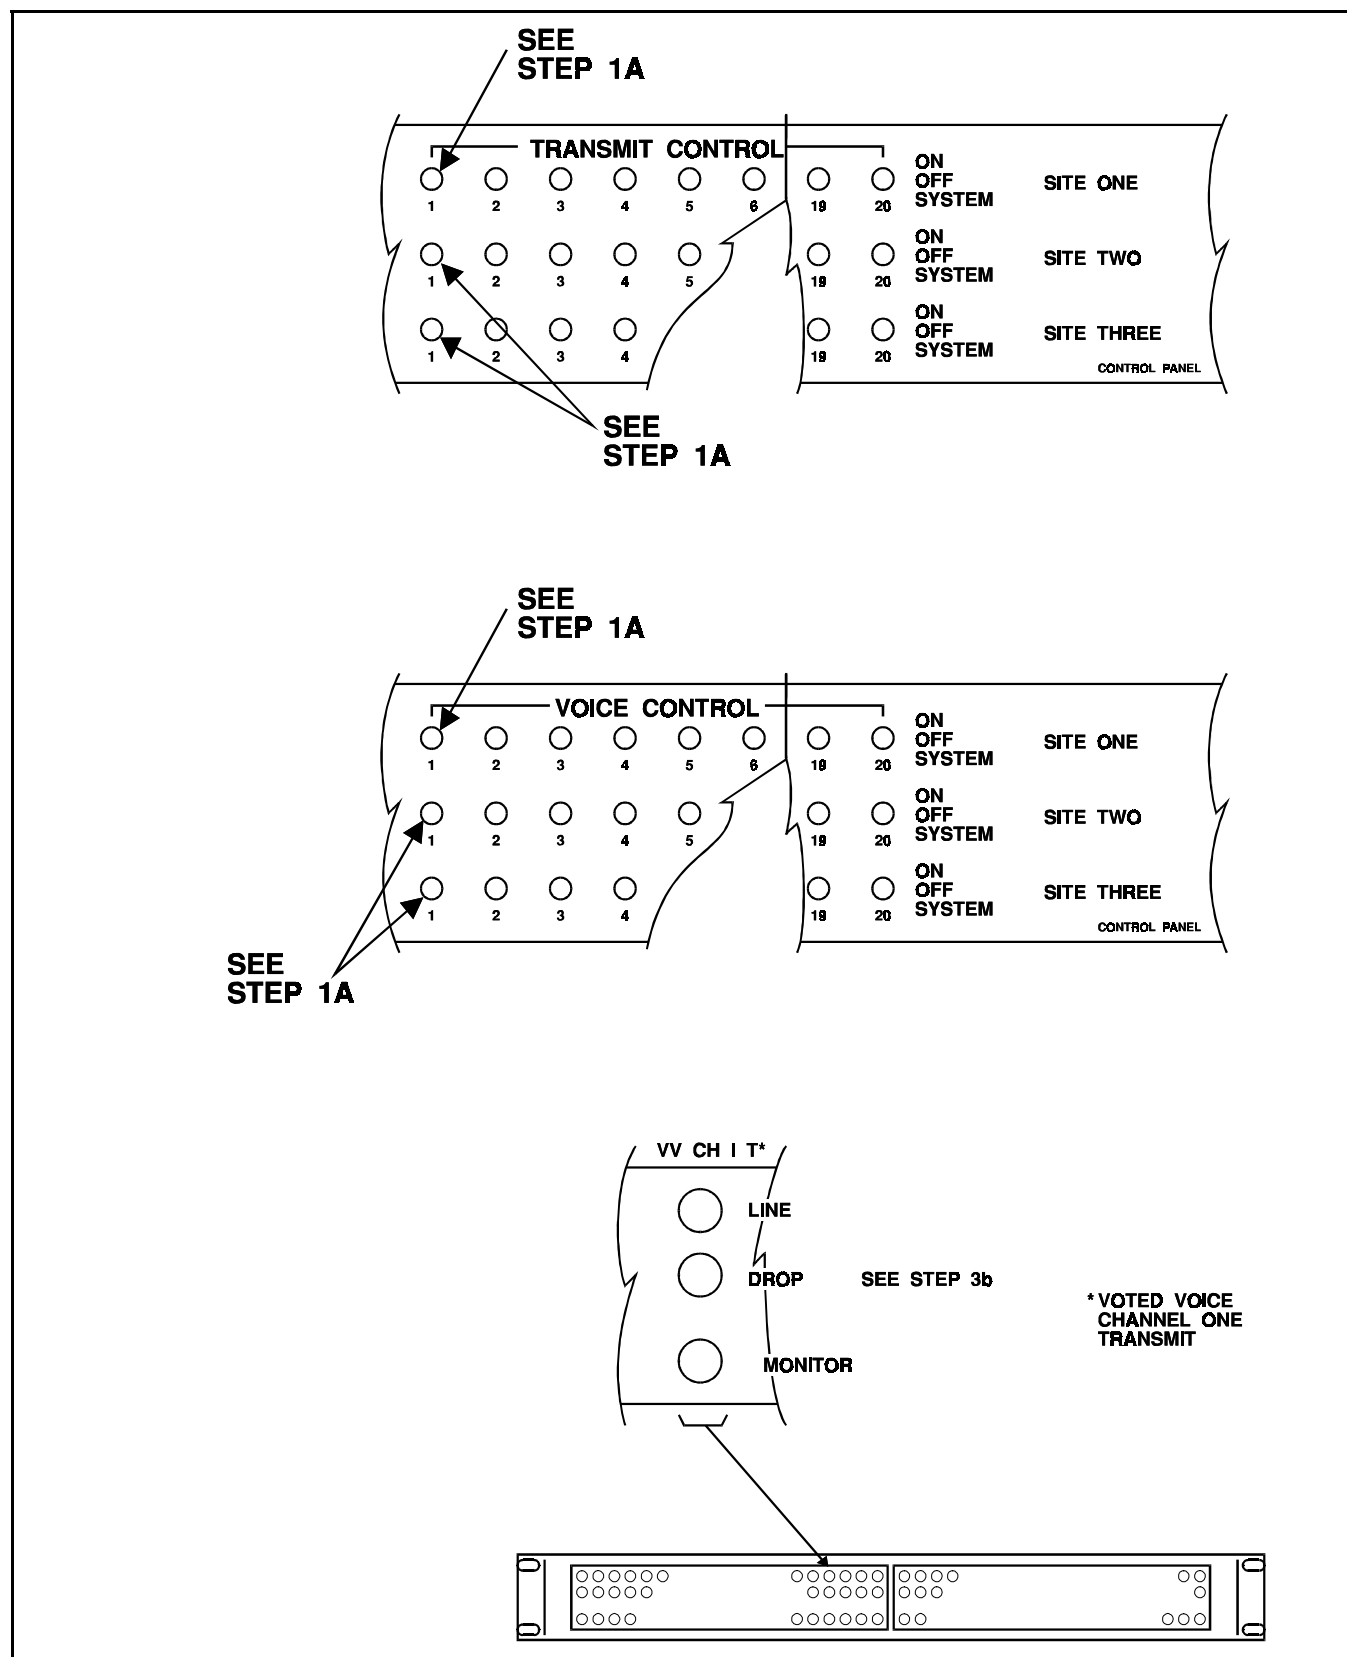 SEE
STEP 1A
TRANSMIT CONTROL
ON
OFF
SYSTEM
SITE ONE
1 2 3 4 5 6 19 20
ON
OFF
SYSTEM
SITE TWO
1 2 3 4 5 19 20
ON
OFF
SYSTEM
SITE THREE
1 2 3 4 19 20
CONTROL PANEL
SEE
STEP 1A
SEE
STEP 1A
VOICE CONTROL
ON
OFF
SYSTEM
SITE ONE
1 2 3 4 5 6 19 20
ON
OFF
SYSTEM
SITE TWO
1 2 3 4 5 19 20
ON
OFF
SYSTEM
SITE THREE
1 2 3 4 19 20
CONTROL PANEL
SEE
STEP 1A
VV CH I T*
LINE
DROP SEE STEP 3b
MONITOR
* VOTED VOICE
CHANNEL ONE
TRANSMIT